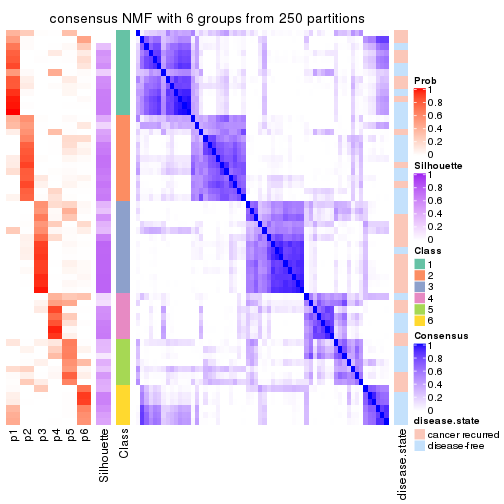 consensus NMF with 6 groups from 250 partitions
Prob
1
0.8
0.6
0.4
0.2
0
Silhouette
1
0.8
0.6
0.4
0.2
0
Class
1
2
3
4
5
6
Consensus
1
0.8
0.6
0.4
0.2
0
disease.state
cancer recurred
disease-free
p1
p2
p3
p4
p5
p6
Silhouette
Class
disease.state